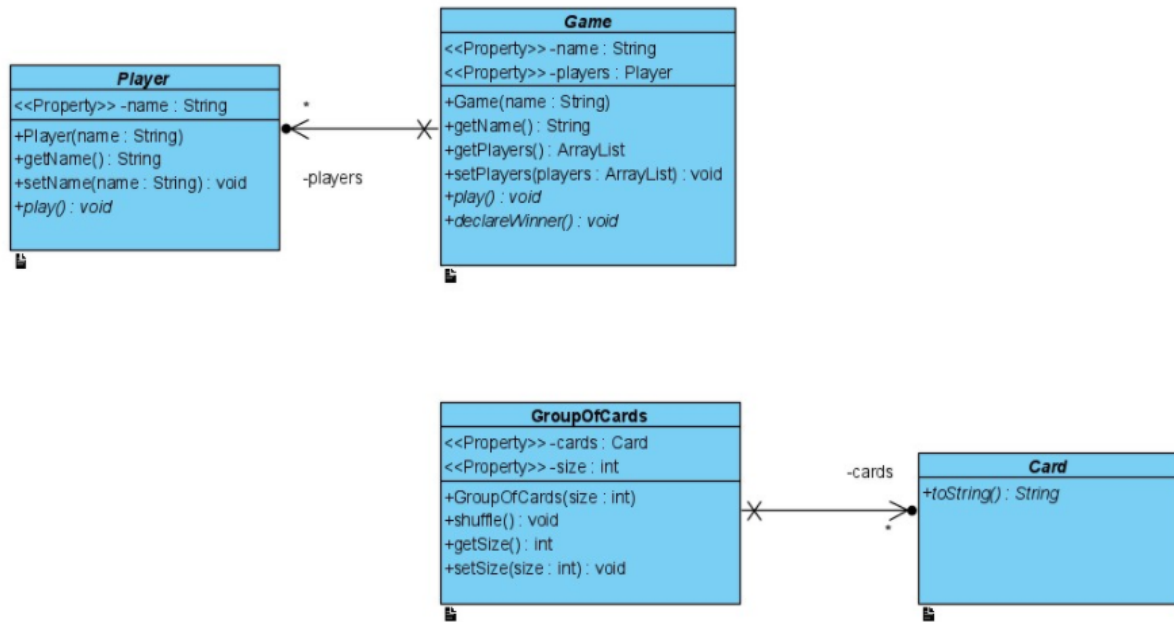 Game
<<Property>> -name : String
<<Property>> -players : Player
+Game(name : String)
+getName() : String
+getPlayers() : ArrayList
+setPlayers(players : ArrayList) : void
+play() : void
+declareWinner() : void
Player
<<Property>> -name : String
+Player(name : String)
+getName() : String
+setName(name : String) : void
+play() : void
*
-players
GroupOfCards
<<Property>> -cards : Card
<<Property>> -size : int
+GroupOfCards(size : int)
+shuffle() : void
+getSize() : int
+setSize(size : int) : void
-cards
*
Card
+toString() : String